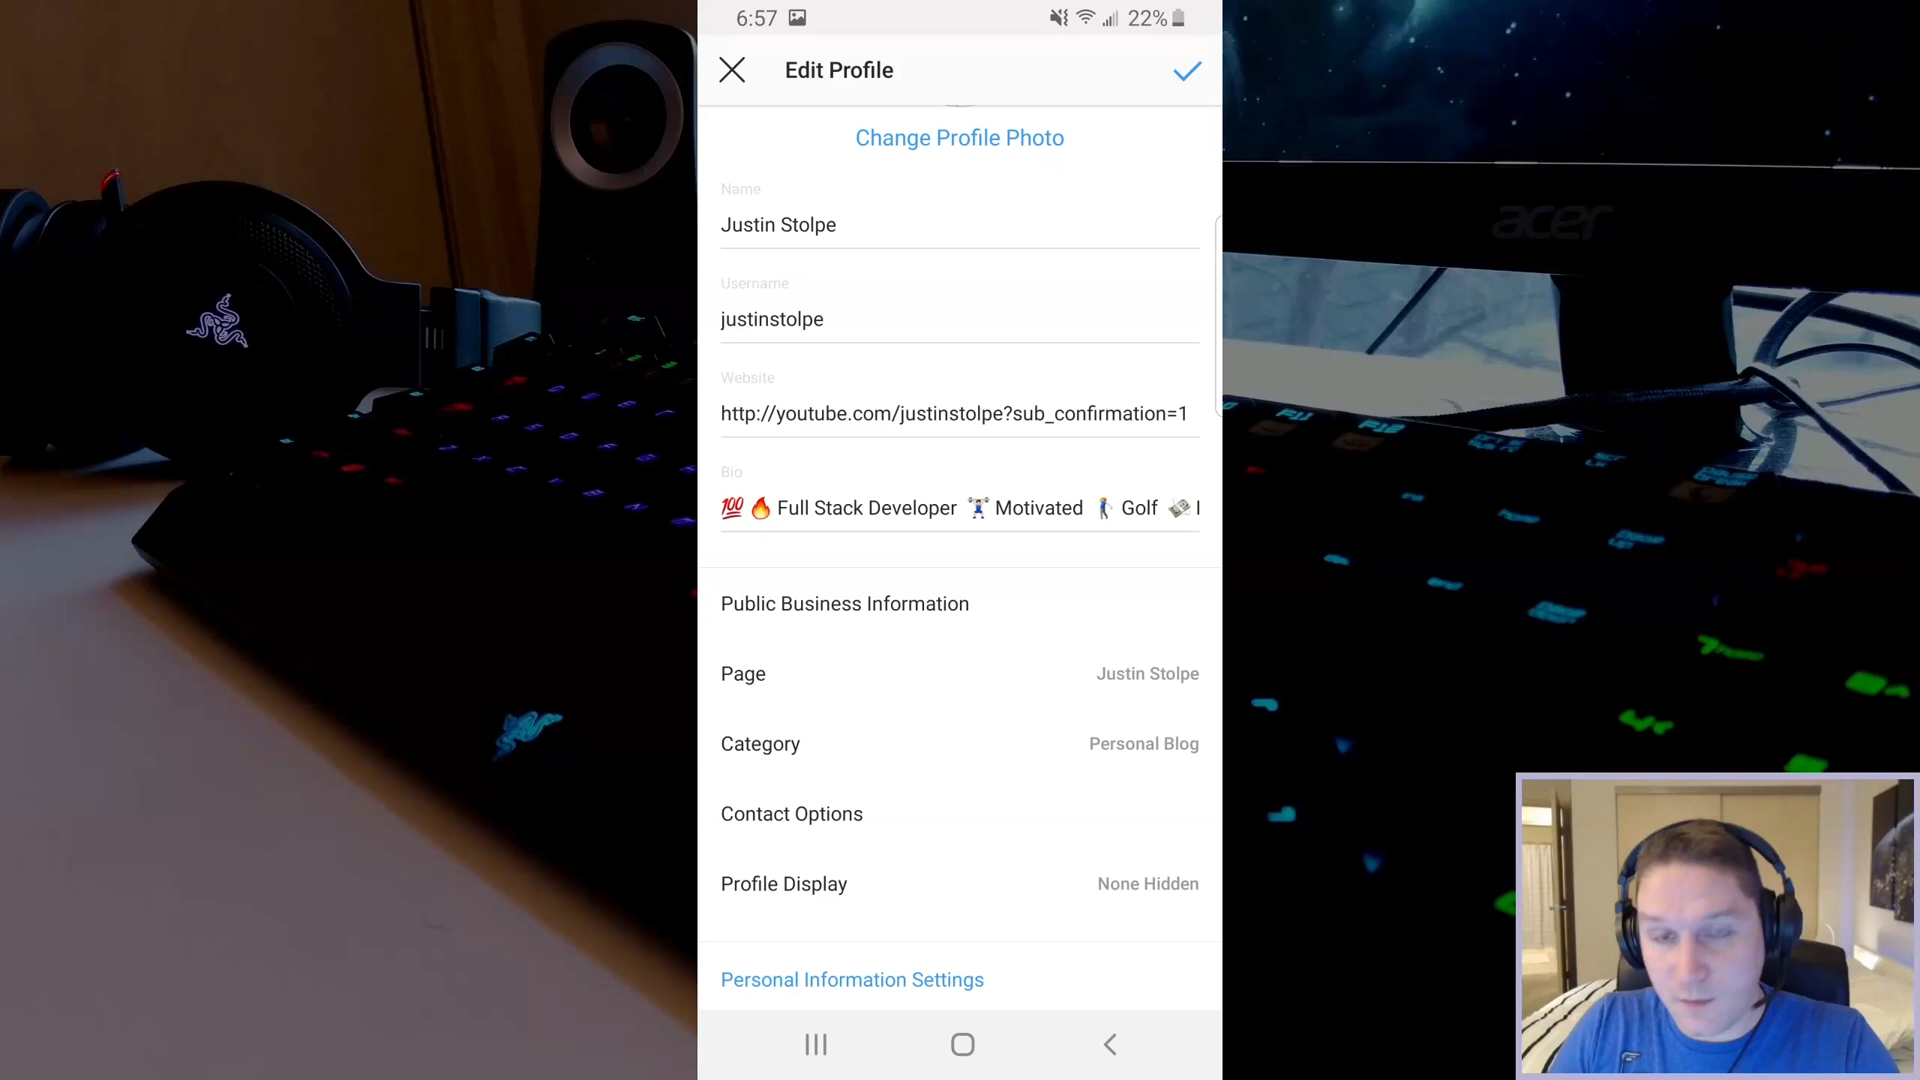 6:57 22%
Edit Profile
Change Profile Photo
Name
Justin Stolpe
Username
justinstolpe
Website
http://youtube.com/justinstolpe?sub_confirmation=1
Bio
💯 🔥 Full Stack Developer 🏋 Motivated 🏌 Golf 💸 I
Public Business Information
Page Justin Stolpe
Category Personal Blog
Contact Options
Profile Display None Hidden
Personal Information Settings
acer
F11
F12